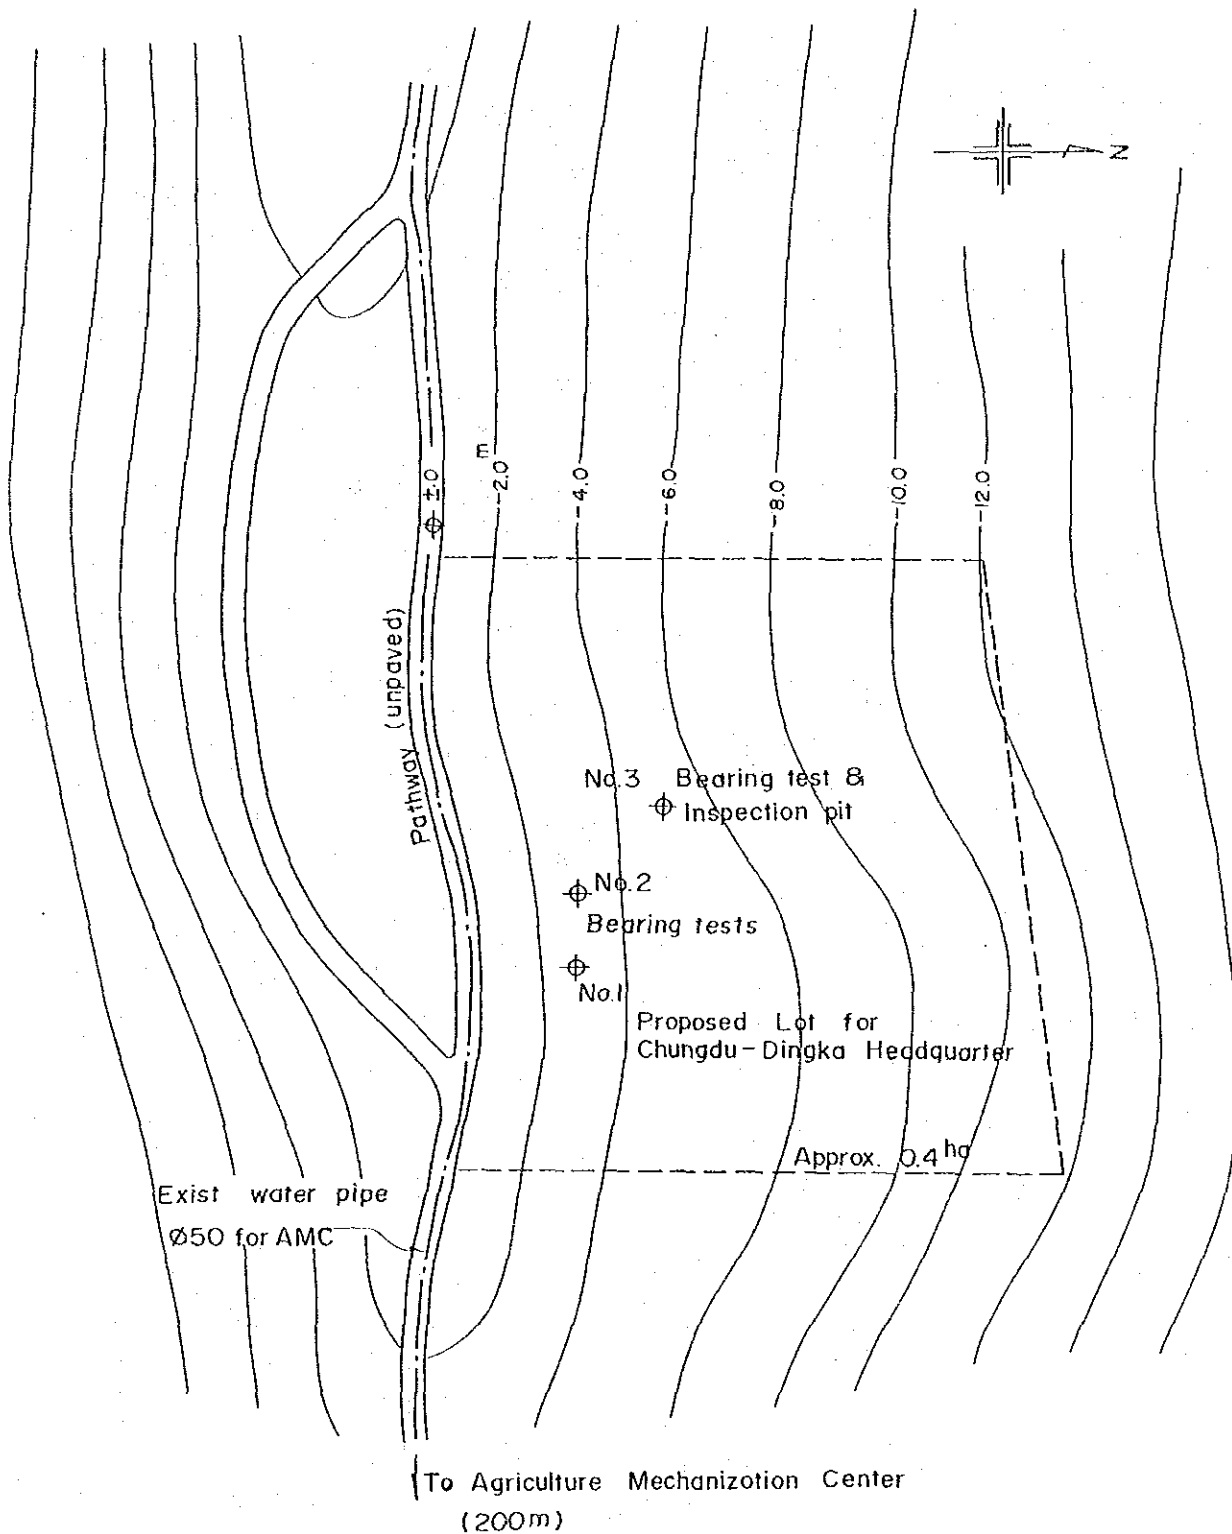 N
±.0
-2.0 m
-4.0
-6.0
-8.0
-10.0
-12.0
Pathway (unpaved)
No.3 Bearing test &
Inspection pit
No.2
Bearing tests
No.1
Proposed Lot for
Chungdu-Dingka Headquarter
Approx. 0.4 ha
Exist water pipe
Ø50 for AMC
To Agriculture Mechanization Center
(200m)